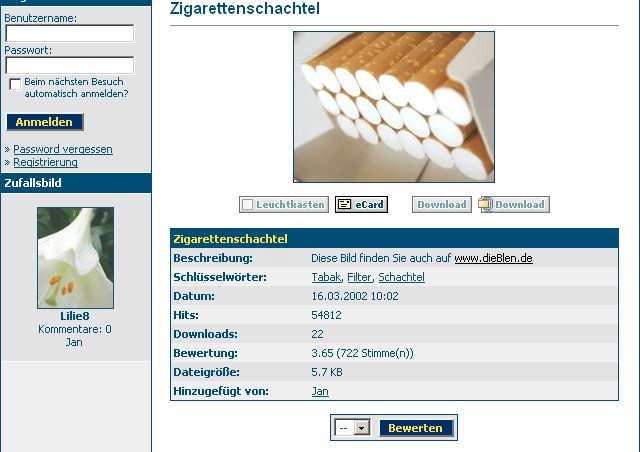 Benutzername:
Passwort:
Beim nächsten Besuch
automatisch anmelden?
Anmelden
» Password vergessen
» Registrierung
Zufallsbild
Lilie8
Kommentare: 0
Jan
Zigarettenschachtel
Leuchtkasten eCard Download Download
Zigarettenschachtel
Beschreibung: Diese Bild finden Sie auch auf www.dieBlen.de
Schlüsselwörter: Tabak, Filter, Schachtel
Datum: 16.03.2002 10:02
Hits: 54812
Downloads: 22
Bewertung: 3.65 (722 Stimme(n))
Dateigröße: 5.7 KB
Hinzugefügt von: Jan
-- Bewerten